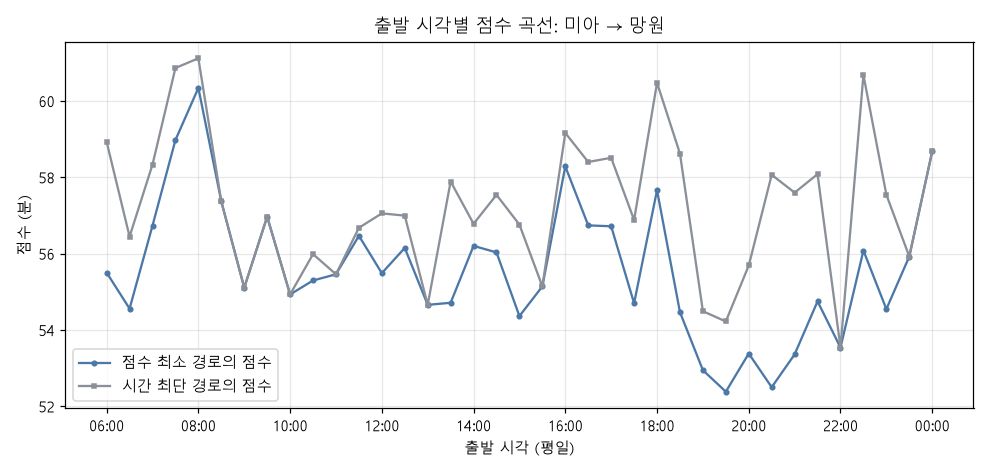 출발 시각별 점수 곡선: 미아 → 망원
점수 (분)
60
58
56
54
52
점수 최소 경로의 점수
시간 최단 경로의 점수
06:00 08:00 10:00 12:00 14:00 16:00 18:00 20:00 22:00 00:00
출발 시각 (평일)